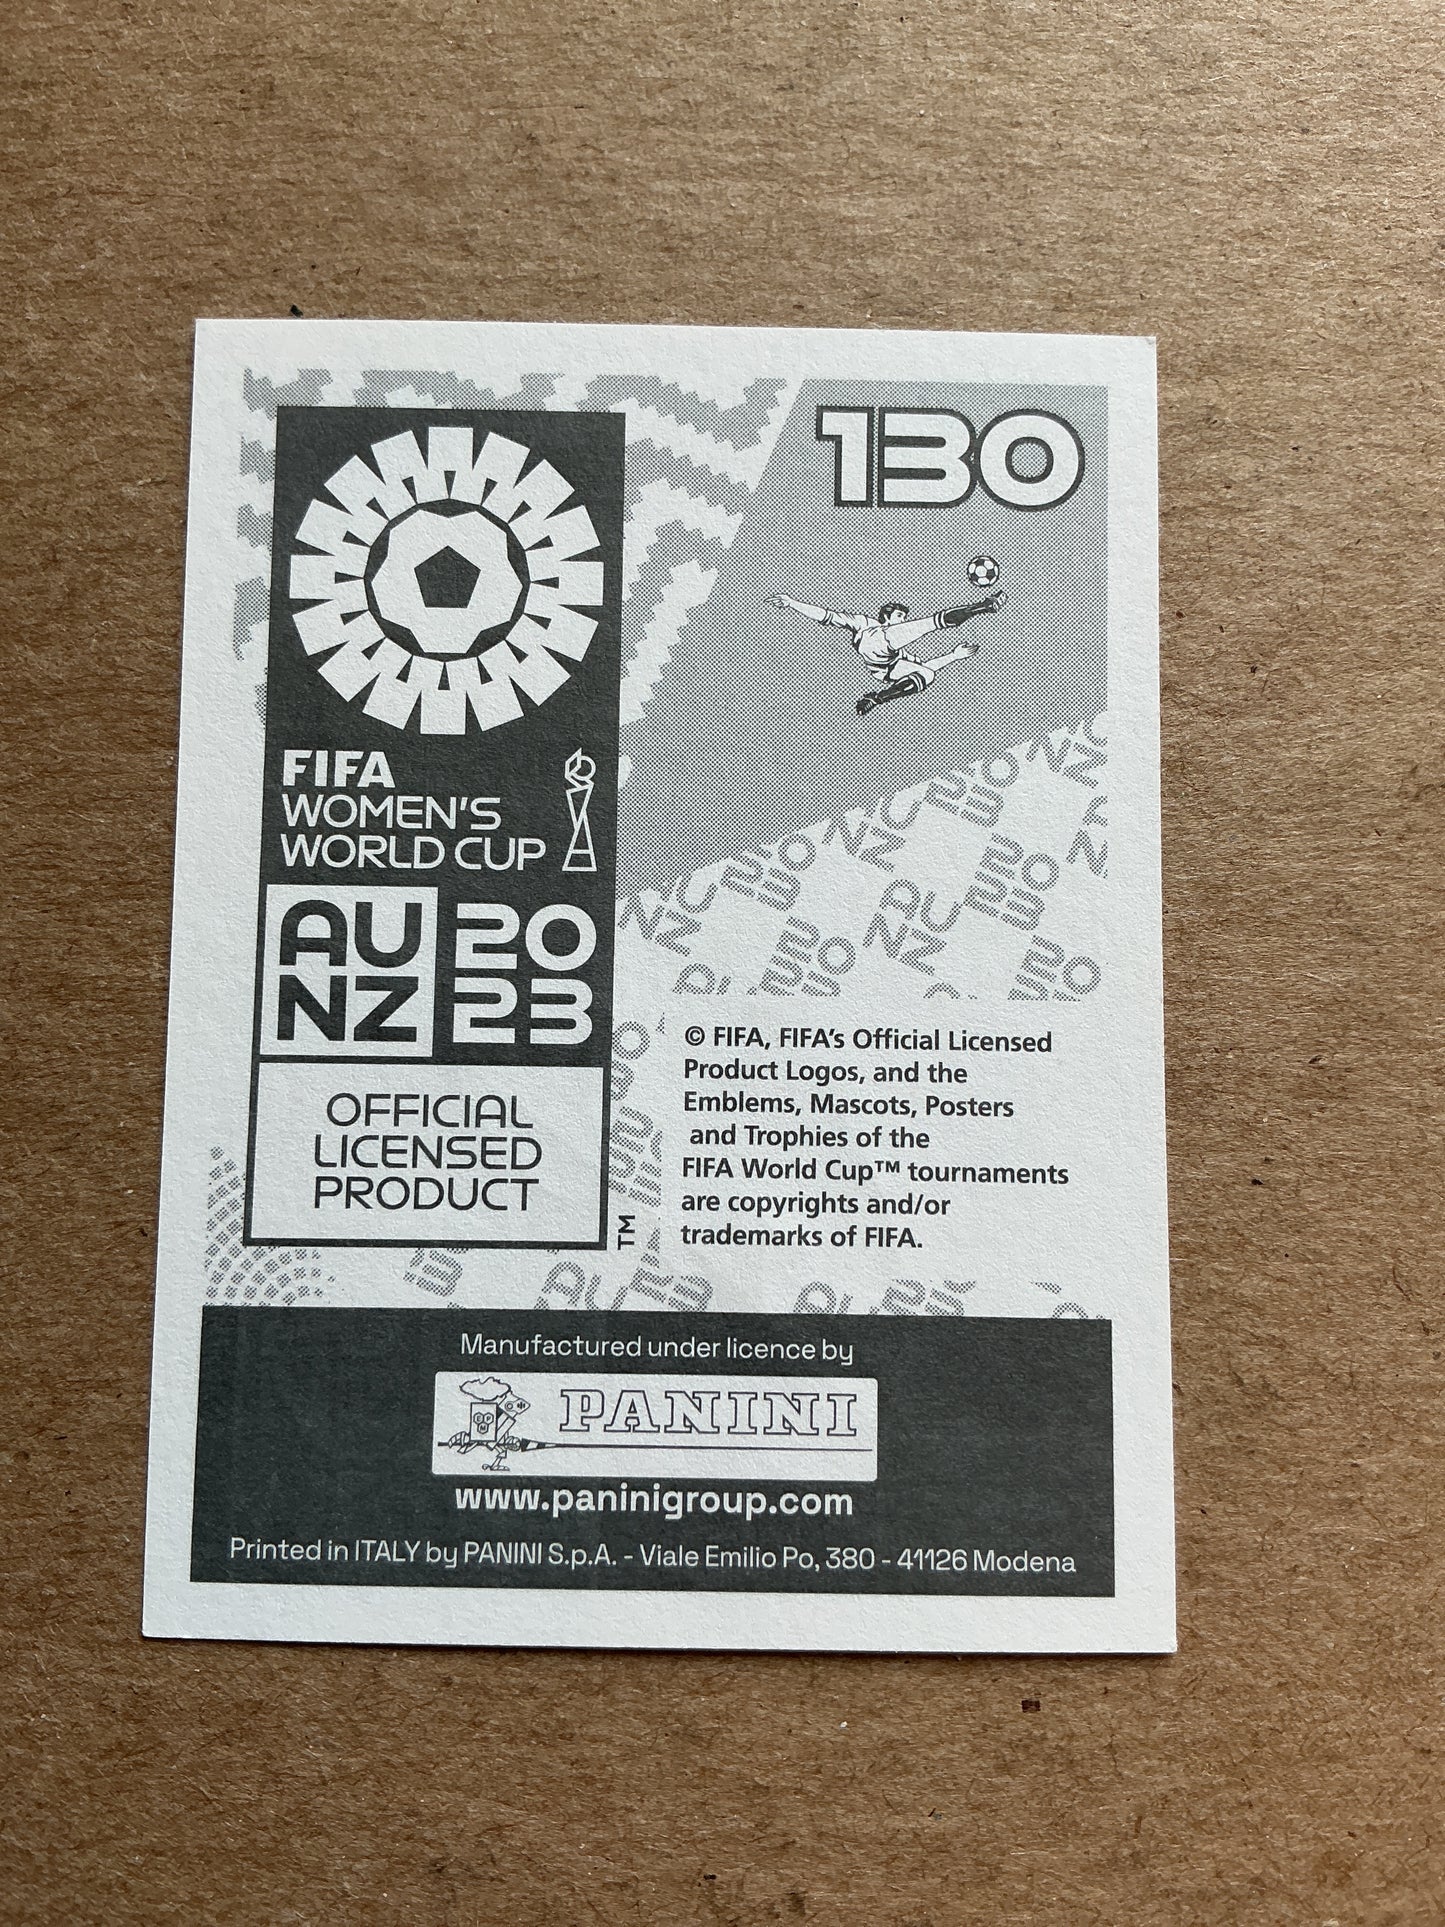 130
FIFA
WOMEN'S
WORLD CUP
AU 20
NZ 23
OFFICIAL
LICENSED
PRODUCT
TM
© FIFA, FIFA's Official Licensed
Product Logos, and the
Emblems, Mascots, Posters
and Trophies of the
FIFA World Cup™ tournaments
are copyrights and/or
trademarks of FIFA.
Manufactured under licence by
PANINI
www.paninigroup.com
Printed in ITALY by PANINI S.p.A. - Viale Emilio Po, 380 - 41126 Modena